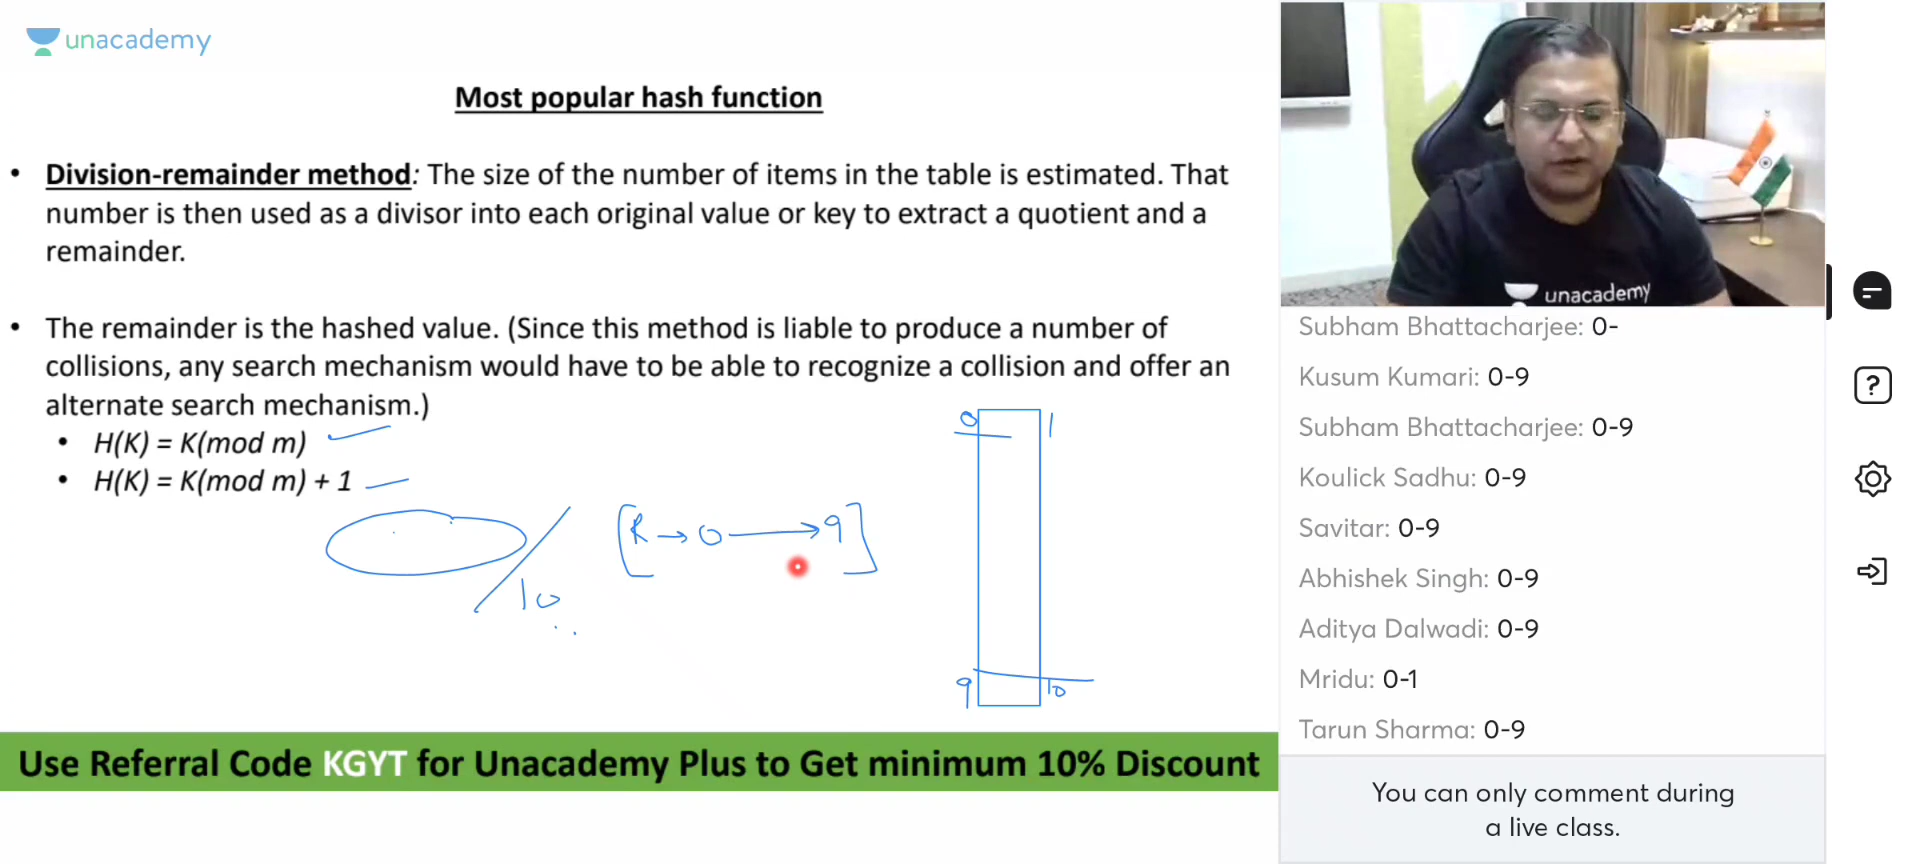 unacademy
Most popular hash function
• Division-remainder method: The size of the number of items in the table is estimated. That
number is then used as a divisor into each original value or key to extract a quotient and a
remainder.
• The remainder is the hashed value. (Since this method is liable to produce a number of
collisions, any search mechanism would have to be able to recognize a collision and offer an
alternate search mechanism.)
• H(K) = K(mod m)
• H(K) = K(mod m) + 1
[R → 0 → 9]
/10
0 1
9 10
Use Referral Code KGYT for Unacademy Plus to Get minimum 10% Discount
unacademy
Subham Bhattacharjee: 0-
Kusum Kumari: 0-9
Subham Bhattacharjee: 0-9
Koulick Sadhu: 0-9
Savitar: 0-9
Abhishek Singh: 0-9
Aditya Dalwadi: 0-9
Mridu: 0-1
Tarun Sharma: 0-9
You can only comment during
a live class.
?